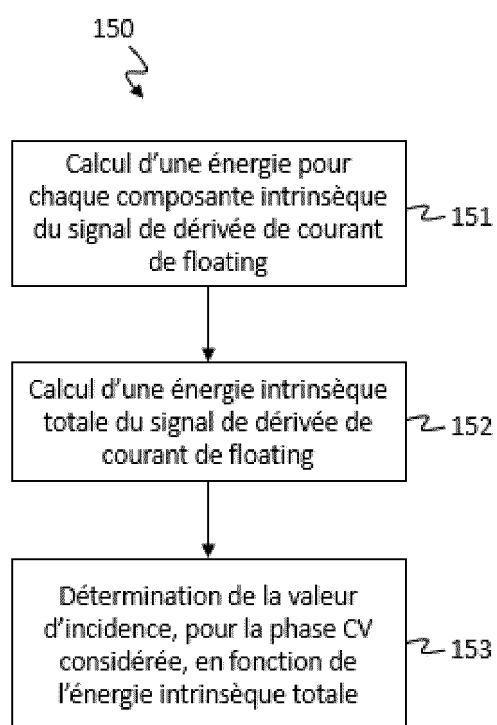 150
Calcul d'une énergie pour
chaque composante intrinsèque
du signal de dérivée de courant
de floating
151
Calcul d'une énergie intrinsèque
totale du signal de dérivée de
courant de floating
152
Détermination de la valeur
d'incidence, pour la phase CV
considérée, en fonction de
l'énergie intrinsèque totale
153